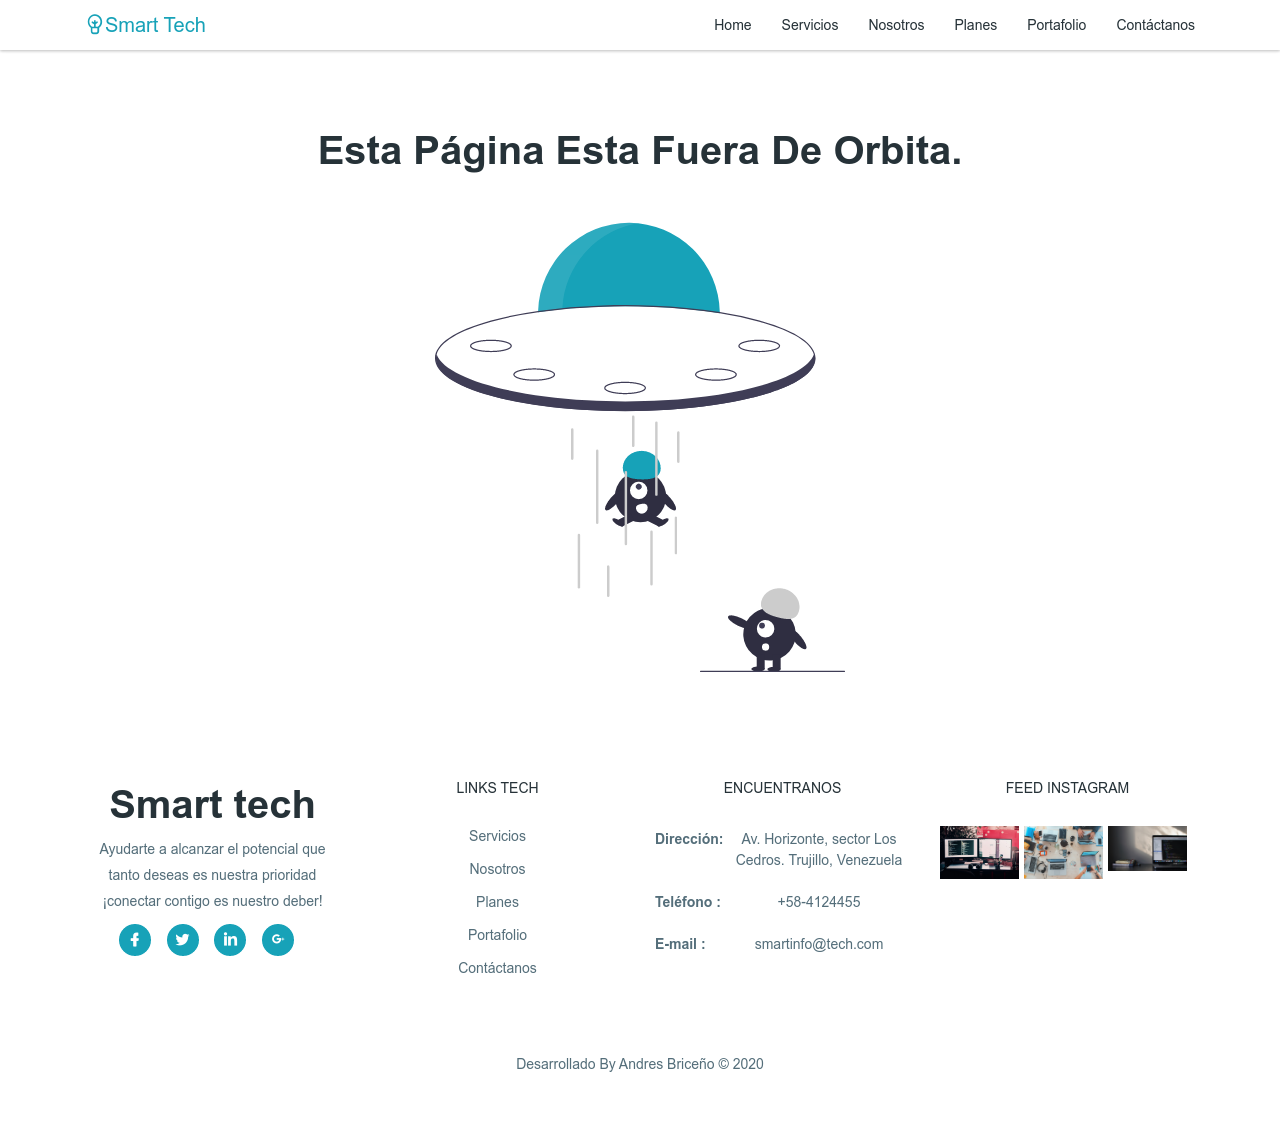 Smart Tech
Home
Servicios
Nosotros
Planes
Portafolio
Contáctanos
Esta Página Esta Fuera De Orbita.
Smart tech
Ayudarte a alcanzar el potencial que
tanto deseas es nuestra prioridad
¡conectar contigo es nuestro deber!
LINKS TECH
Servicios
Nosotros
Planes
Portafolio
Contáctanos
ENCUENTRANOS
Dirección: Av. Horizonte, sector Los
Cedros. Trujillo, Venezuela
Teléfono : +58-4124455
E-mail : smartinfo@tech.com
FEED INSTAGRAM
Desarrollado By Andres Briceño © 2020